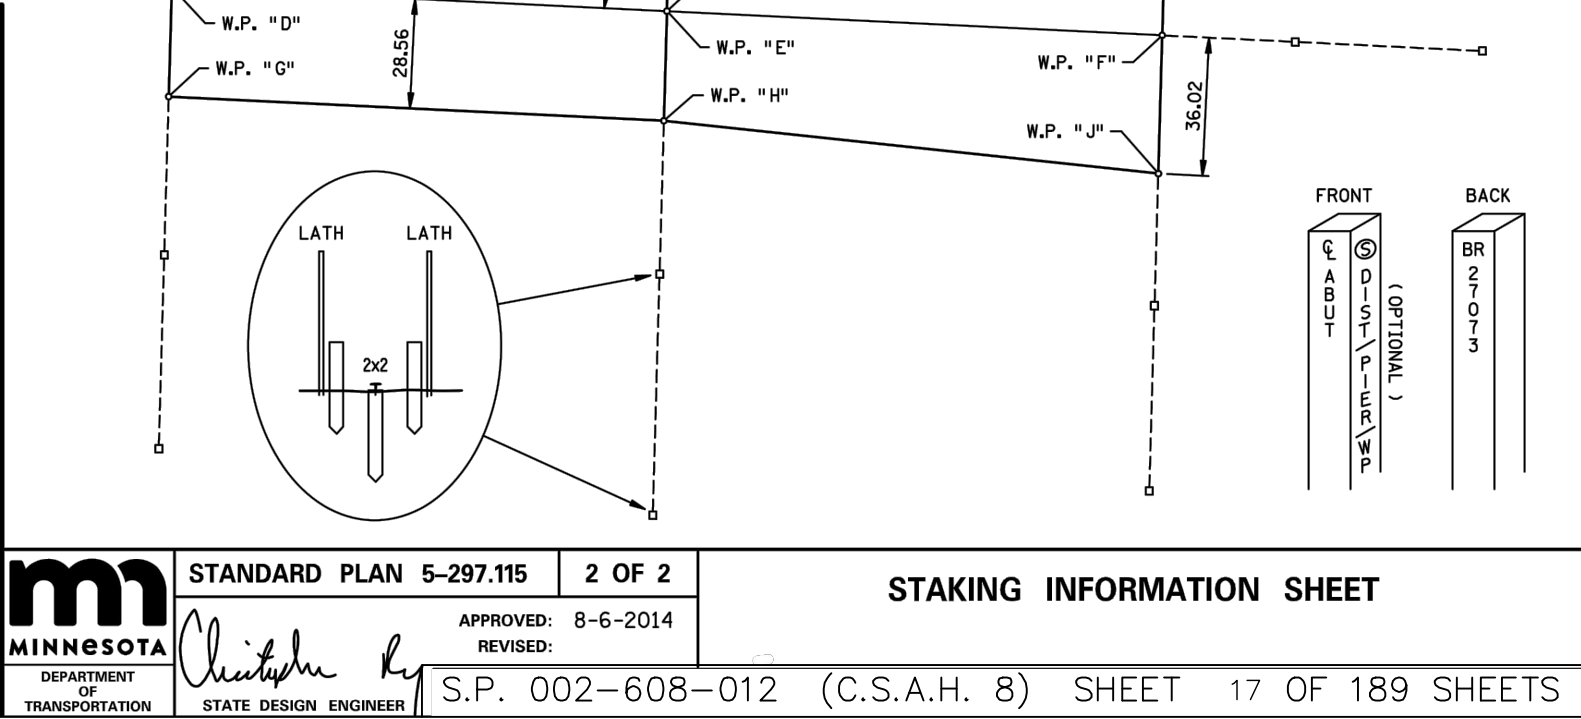 W.P. "D"
28.56
W.P. "E"
W.P. "F"
W.P. "G"
W.P. "H"
36.02
W.P. "J"
FRONT
BACK
LATH
LATH
2x2
℄ ABUT
Ⓢ DIST/PIER/WP
(OPTIONAL)
BR 27073
MINNESOTA
DEPARTMENT
OF
TRANSPORTATION
STANDARD PLAN 5-297.115
2 OF 2
APPROVED: 8-6-2014
REVISED:
STATE DESIGN ENGINEER
STAKING INFORMATION SHEET
S.P. 002-608-012 (C.S.A.H. 8) SHEET 17 OF 189 SHEETS